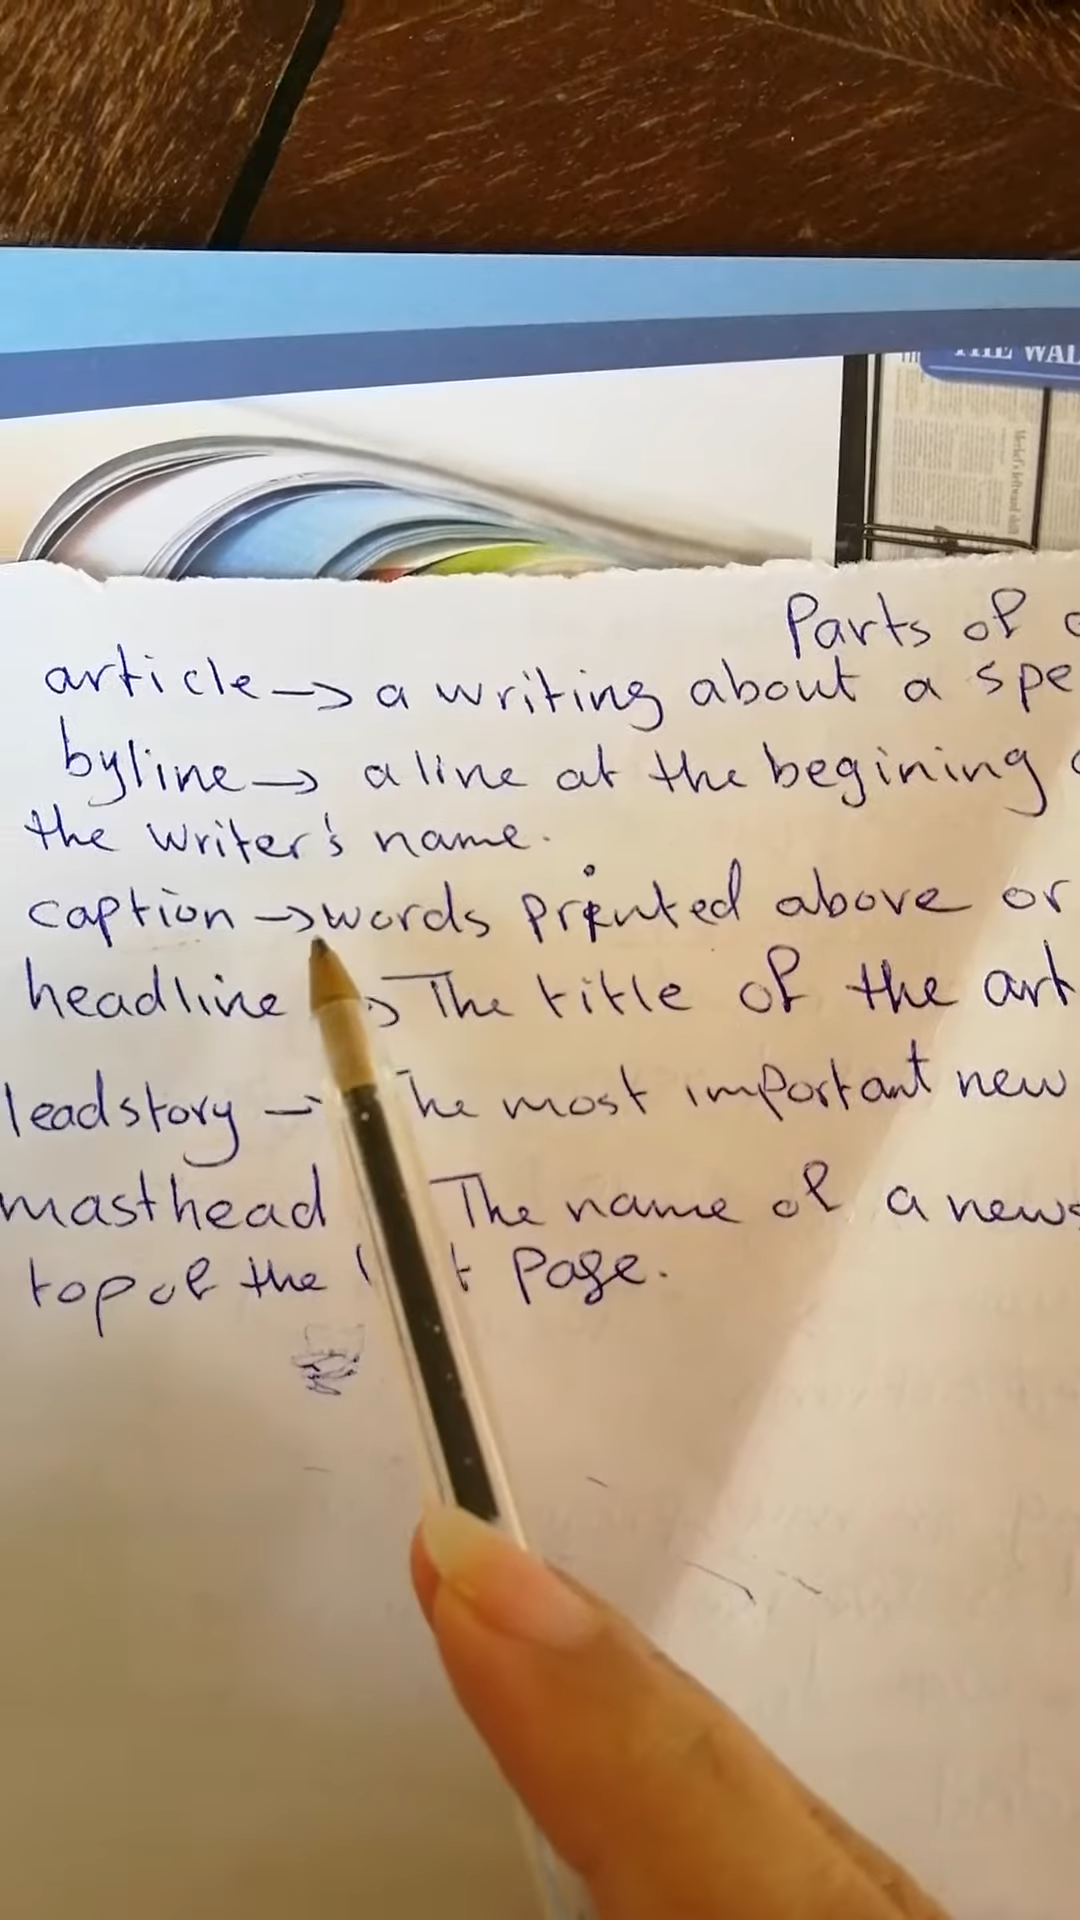 THE WAL
Parts of
article → a writing about a spe
byline → a line at the begining
the writer's name.
caption → words printed above or
headline → The title of the art
leadstory → The most important new
masthead The name of a news
top of the page.